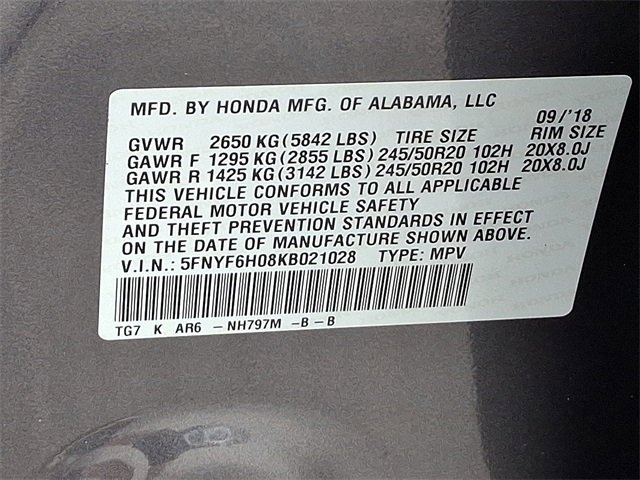 MFD. BY HONDA MFG. OF ALABAMA, LLC
09/'18
GVWR 2650 KG(5842 LBS) TIRE SIZE RIM SIZE
GAWR F 1295 KG(2855 LBS) 245/50R20 102H 20X8.0J
GAWR R 1425 KG(3142 LBS) 245/50R20 102H 20X8.0J
THIS VEHICLE CONFORMS TO ALL APPLICABLE
FEDERAL MOTOR VEHICLE SAFETY
AND THEFT PREVENTION STANDARDS IN EFFECT
ON THE DATE OF MANUFACTURE SHOWN ABOVE.
V.I.N.: 5FNYF6H08KB021028 TYPE: MPV
TG7 K AR6 -NH797M -B-B